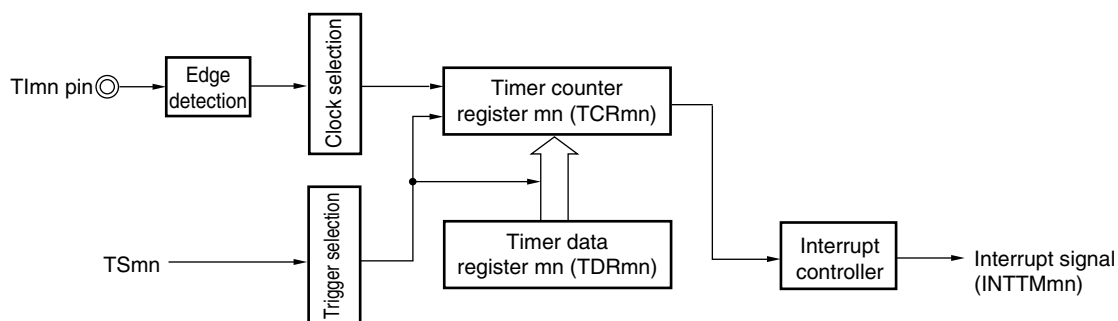 TImn pin
Edge
detection
Clock selection
Timer counter
register mn (TCRmn)
TSmn
Trigger selection
Timer data
register mn (TDRmn)
Interrupt
controller
Interrupt signal
(INTTMmn)